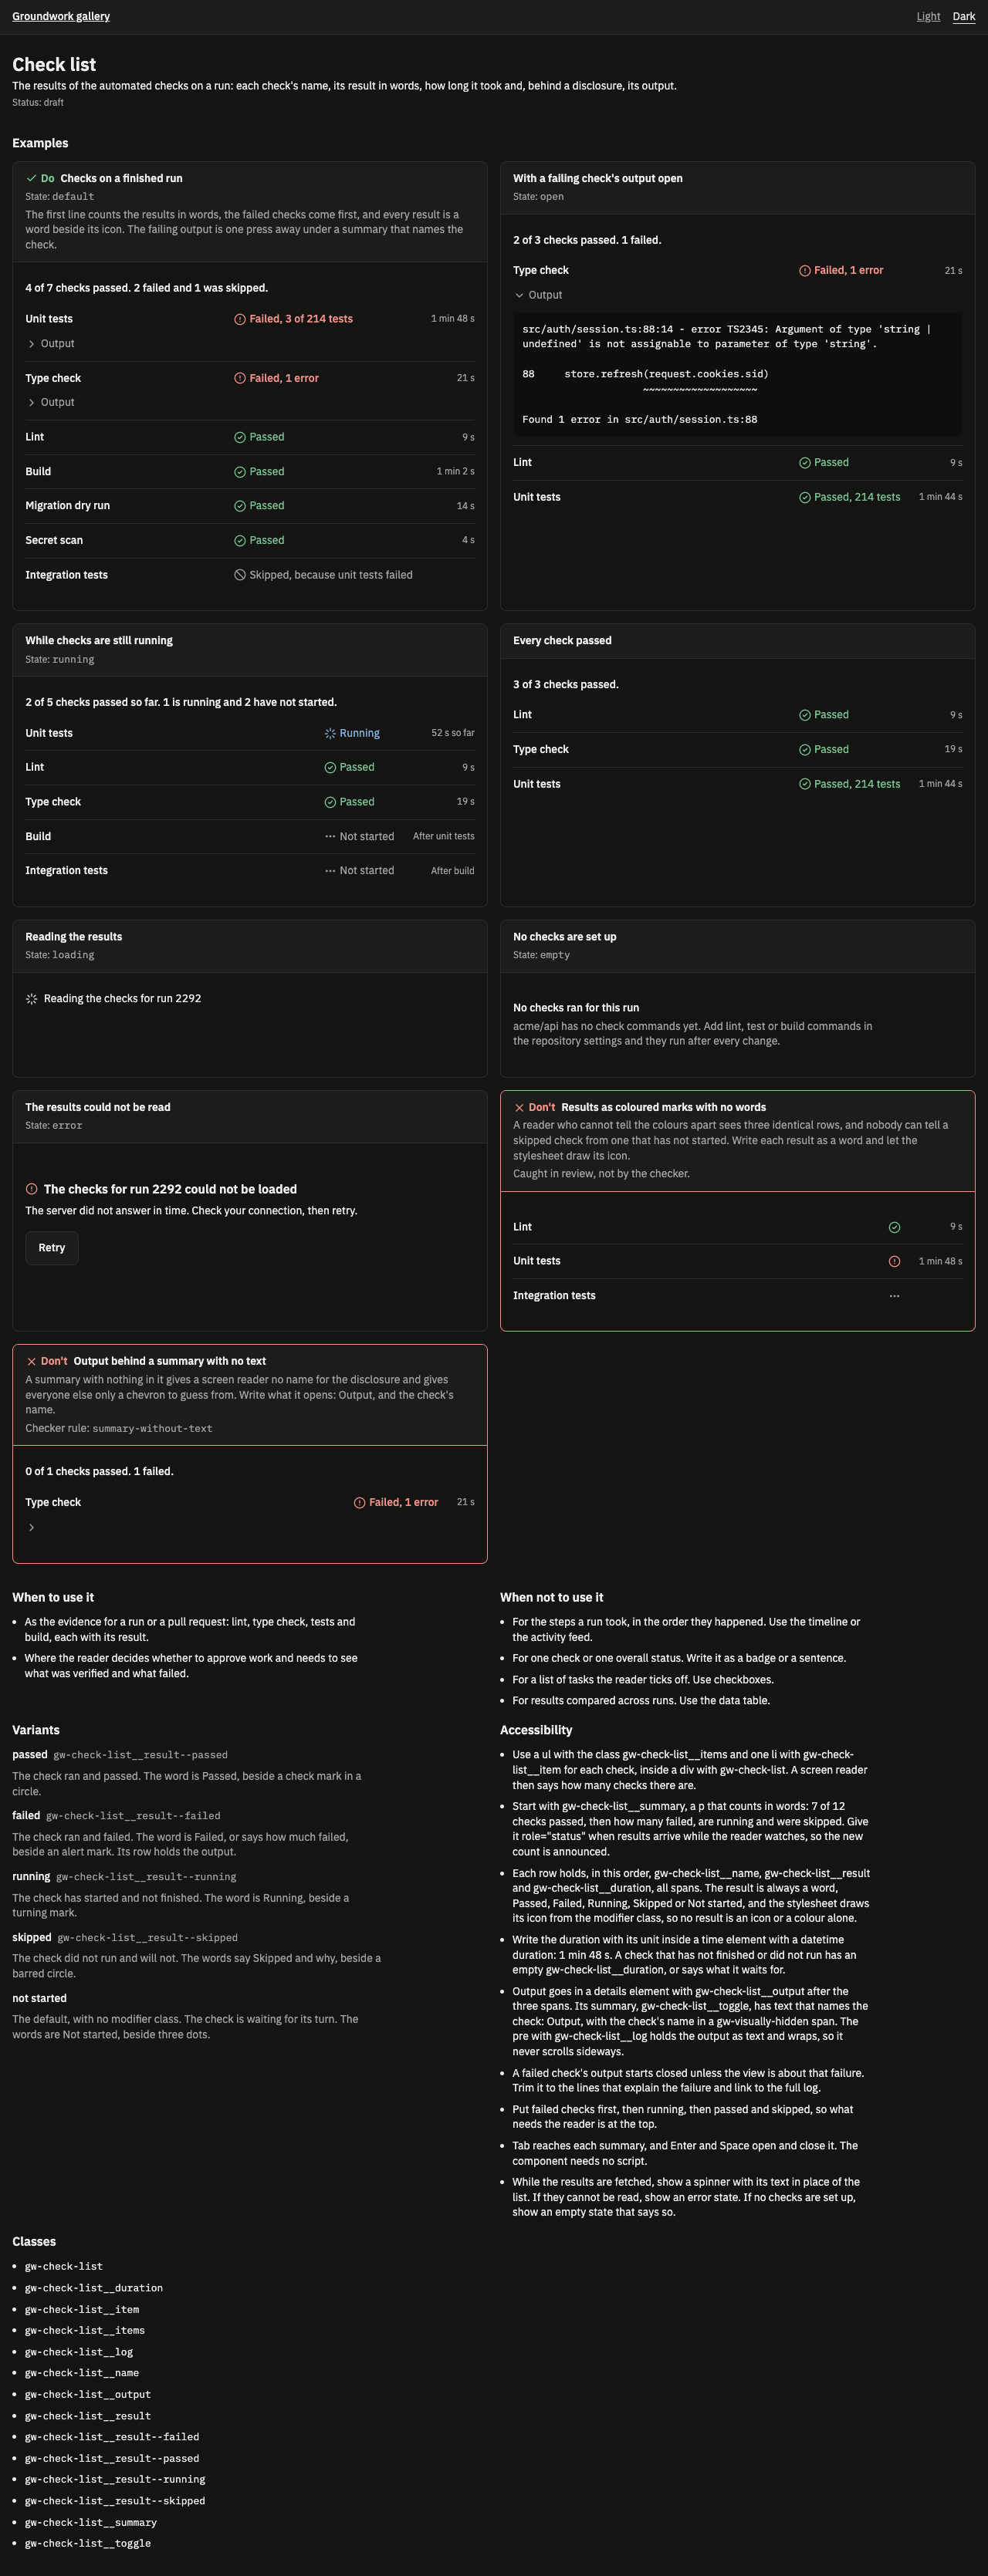 Groundwork gallery
Light Dark
Check list
The results of the automated checks on a run: each check's name, its result in words, how long it took and, behind a disclosure, its output.
Status: draft
Examples
Do Checks on a finished run
State: default
The first line counts the results in words, the failed checks come first, and every result is a
word beside its icon. The failing output is one press away under a summary that names the
check.
4 of 7 checks passed. 2 failed and 1 was skipped.
Unit tests Failed, 3 of 214 tests 1 min 48 s
Output
Type check Failed, 1 error 21 s
Output
Lint Passed 9 s
Build Passed 1 min 2 s
Migration dry run Passed 14 s
Secret scan Passed 4 s
Integration tests Skipped, because unit tests failed
With a failing check's output open
State: open
2 of 3 checks passed. 1 failed.
Type check Failed, 1 error 21 s
Output
src/auth/session.ts:88:14 - error TS2345: Argument of type 'string |
undefined' is not assignable to parameter of type 'string'.
88 store.refresh(request.cookies.sid)
~~~~~~~~~~~~~~~~~~~
Found 1 error in src/auth/session.ts:88
Lint Passed 9 s
Unit tests Passed, 214 tests 1 min 44 s
While checks are still running
State: running
2 of 5 checks passed so far. 1 is running and 2 have not started.
Unit tests Running 52 s so far
Lint Passed 9 s
Type check Passed 19 s
Build Not started After unit tests
Integration tests Not started After build
Every check passed
3 of 3 checks passed.
Lint Passed 9 s
Type check Passed 19 s
Unit tests Passed, 214 tests 1 min 44 s
Reading the results
State: loading
Reading the checks for run 2292
No checks are set up
State: empty
No checks ran for this run
acme/api has no check commands yet. Add lint, test or build commands in
the repository settings and they run after every change.
The results could not be read
State: error
The checks for run 2292 could not be loaded
The server did not answer in time. Check your connection, then retry.
Retry
Don't Results as coloured marks with no words
A reader who cannot tell the colours apart sees three identical rows, and nobody can tell a
skipped check from one that has not started. Write each result as a word and let the
stylesheet draw its icon.
Caught in review, not by the checker.
Lint 9 s
Unit tests 1 min 48 s
Integration tests
Don't Output behind a summary with no text
A summary with nothing in it gives a screen reader no name for the disclosure and gives
everyone else only a chevron to guess from. Write what it opens: Output, and the check's
name.
Checker rule: summary-without-text
0 of 1 checks passed. 1 failed.
Type check Failed, 1 error 21 s
When to use it
As the evidence for a run or a pull request: lint, type check, tests and
build, each with its result.
Where the reader decides whether to approve work and needs to see
what was verified and what failed.
When not to use it
For the steps a run took, in the order they happened. Use the timeline or
the activity feed.
For one check or one overall status. Write it as a badge or a sentence.
For a list of tasks the reader ticks off. Use checkboxes.
For results compared across runs. Use the data table.
Variants
passed gw-check-list__result--passed
The check ran and passed. The word is Passed, beside a check mark in a
circle.
failed gw-check-list__result--failed
The check ran and failed. The word is Failed, or says how much failed,
beside an alert mark. Its row holds the output.
running gw-check-list__result--running
The check has started and not finished. The word is Running, beside a
turning mark.
skipped gw-check-list__result--skipped
The check did not run and will not. The words say Skipped and why, beside a
barred circle.
not started
The default, with no modifier class. The check is waiting for its turn. The
words are Not started, beside three dots.
Accessibility
Use a ul with the class gw-check-list__items and one li with gw-check-
list__item for each check, inside a div with gw-check-list. A screen reader
then says how many checks there are.
Start with gw-check-list__summary, a p that counts in words: 7 of 12
checks passed, then how many failed, are running and were skipped. Give
it role="status" when results arrive while the reader watches, so the new
count is announced.
Each row holds, in this order, gw-check-list__name, gw-check-list__result
and gw-check-list__duration, all spans. The result is always a word,
Passed, Failed, Running, Skipped or Not started, and the stylesheet draws
its icon from the modifier class, so no result is an icon or a colour alone.
Write the duration with its unit inside a time element with a datetime
duration: 1 min 48 s. A check that has not finished or did not run has an
empty gw-check-list__duration, or says what it waits for.
Output goes in a details element with gw-check-list__output after the
three spans. Its summary, gw-check-list__toggle, has text that names the
check: Output, with the check's name in a gw-visually-hidden span. The
pre with gw-check-list__log holds the output as text and wraps, so it
never scrolls sideways.
A failed check's output starts closed unless the view is about that failure.
Trim it to the lines that explain the failure and link to the full log.
Put failed checks first, then running, then passed and skipped, so what
needs the reader is at the top.
Tab reaches each summary, and Enter and Space open and close it. The
component needs no script.
While the results are fetched, show a spinner with its text in place of the
list. If they cannot be read, show an error state. If no checks are set up,
show an empty state that says so.
Classes
gw-check-list
gw-check-list__duration
gw-check-list__item
gw-check-list__items
gw-check-list__log
gw-check-list__name
gw-check-list__output
gw-check-list__result
gw-check-list__result--failed
gw-check-list__result--passed
gw-check-list__result--running
gw-check-list__result--skipped
gw-check-list__summary
gw-check-list__toggle